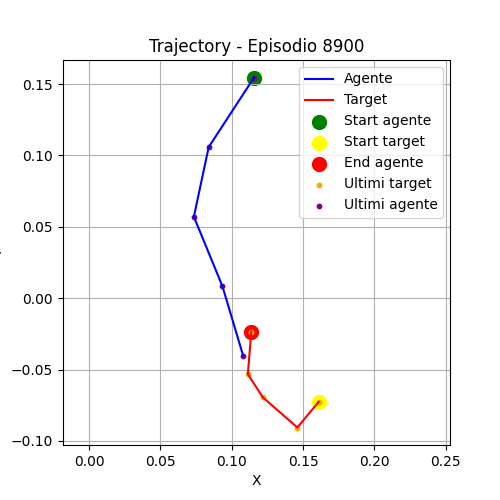 Trajectory - Episodio 8900
Agente
Target
Start agente
Start target
End agente
Ultimi target
Ultimi agente
0.15
0.10
0.05
0.00
−0.05
−0.10
0.00
0.05
0.10
0.15
0.20
0.25
X